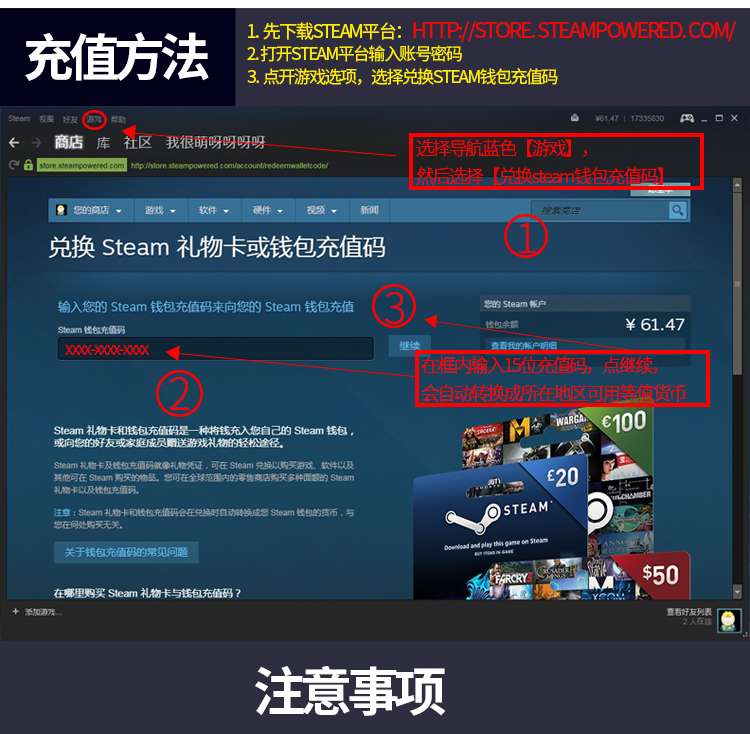 充值方法
1. 先下载STEAM平台：HTTP://STORE.STEAMPOWERED.COM/
2.打开STEAM平台输入账号密码
3. 点开游戏选项，选择兑换STEAM钱包充值码
Steam 视图 好友 游戏 帮助
¥61.47 | 17335830
商店 库 社区 我很萌呀呀呀呀
store.steampowered.com http://store.steampowered.com/account/redeemwalletcode/
选择导航蓝色【游戏】，
然后选择【兑换steam钱包充值码】
您的商店 游戏 软件 硬件 视频 新闻
搜索商店
①
兑换 Steam 礼物卡或钱包充值码
输入您的 Steam 钱包充值码来向您的 Steam 钱包充值
③
您的 Steam 帐户
钱包余额 ¥ 61.47
查看我的帐户明细
Steam 钱包充值码
XXXX-XXXX-XXXX
继续
在框内输入15位充值码，点继续，
会自动转换成所在地区可用等值货币
②
Steam 礼物卡和钱包充值码是一种将钱充入您自己的 Steam 钱包，
或向您的好友或家庭成员赠送游戏礼物的轻松途径。
Steam 礼物卡及钱包充值码就像礼物凭证，可在 Steam 兑换以购买游戏、软件以及
其他可在 Steam 购买的物品。您可在全球范围内的零售商店购买多种面额的 Steam
礼物卡以及钱包充值码。
注意：Steam 礼物卡和钱包充值码会在兑换时自动转换成您 Steam 钱包的货币，与
您在何处购买无关。
关于钱包充值码的常见问题
在哪里购买 Steam 礼物卡与钱包充值码？
€100
£20
STEAM
Download and play this game on Steam
BUY ITEMS IN-GAME
FARCRY
CRUSADER KINGS
XCOM
$50
+ 添加游戏...
查看好友列表
2 人在线
注意事项